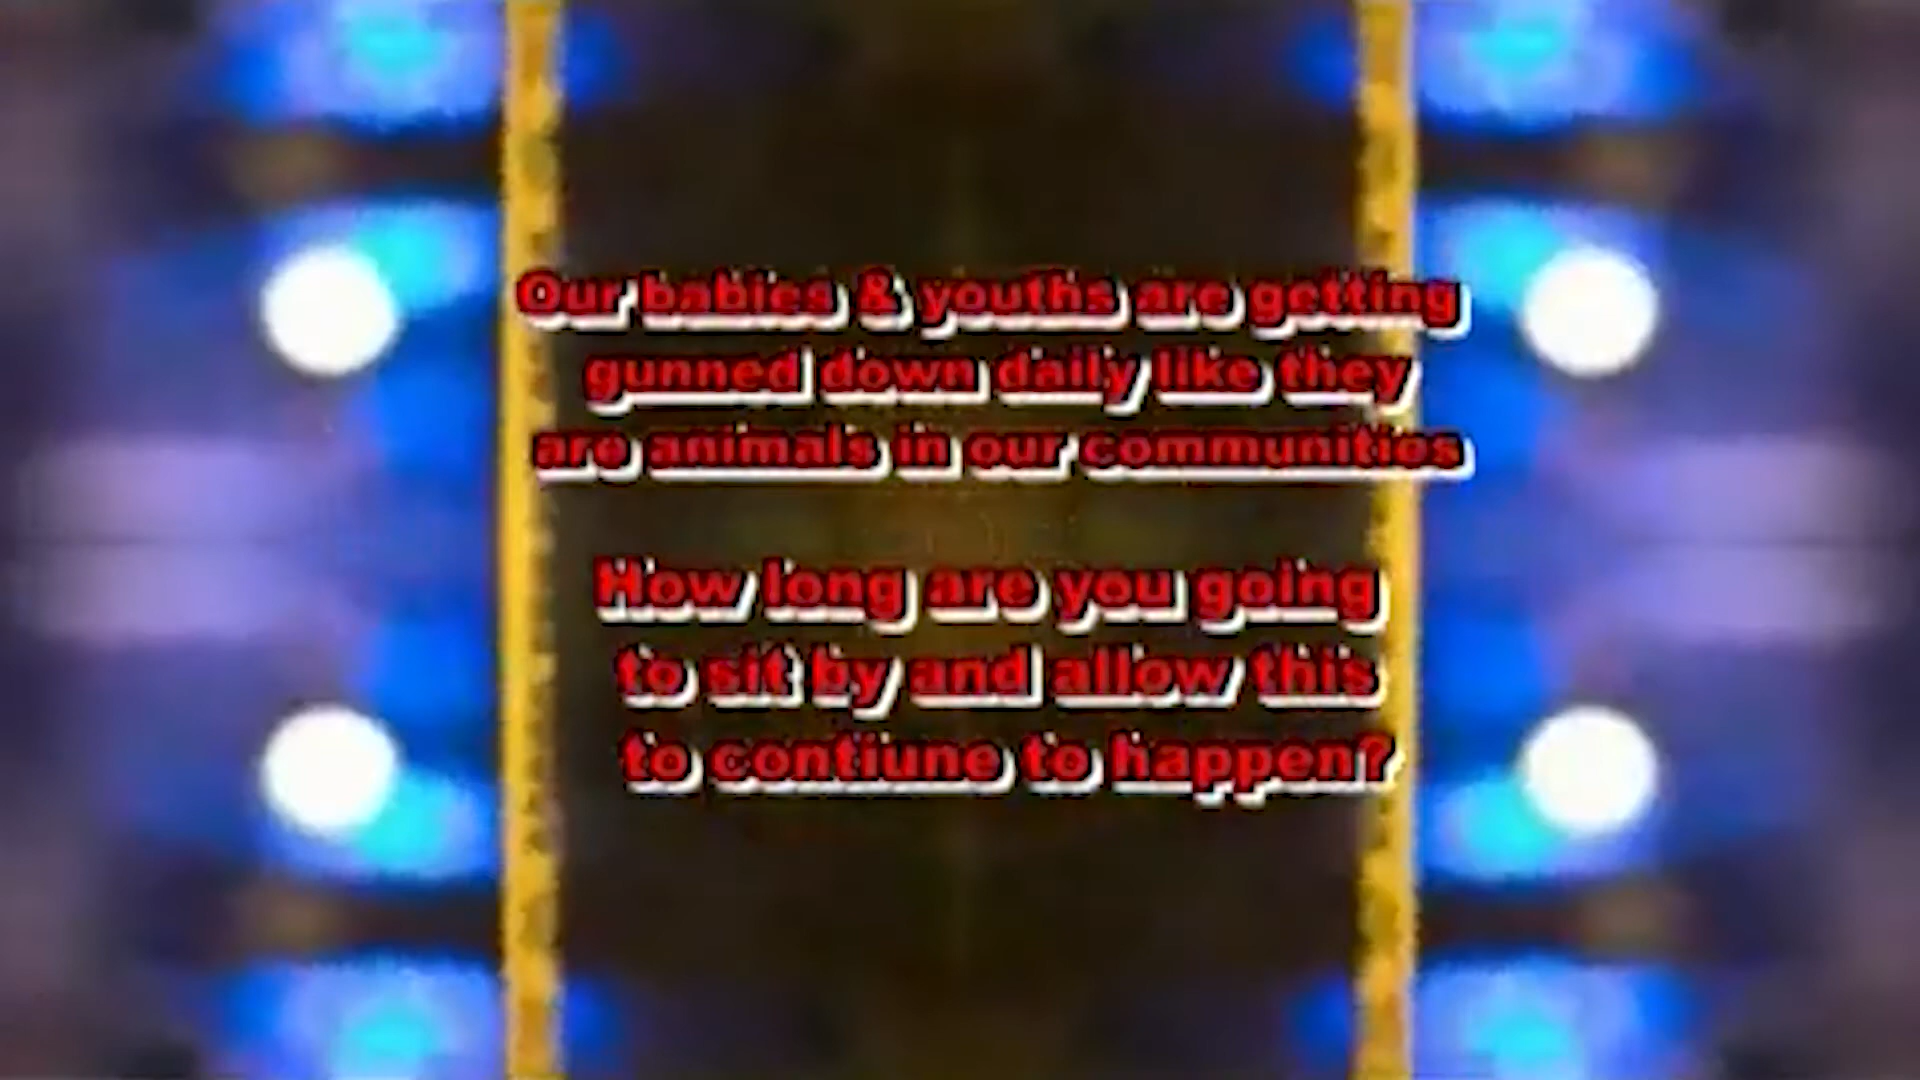 Our babies & youths are getting
gunned down daily like they
are animals in our communities
How long are you going
to sit by and allow this
to contiune to happen?